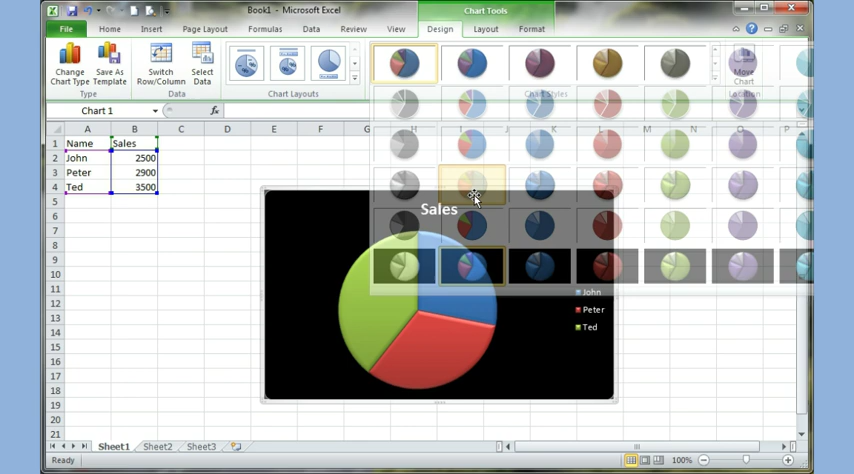 Book1 - Microsoft Excel
Chart Tools
File Home Insert Page Layout Formulas Data Review View Design Layout Format
Change Chart Type
Save As Template
Switch Row/Column
Select Data
Move Chart
Type Data Chart Layouts Chart Styles Location
Chart 1 fx
A B C D E F G H I J K L M N O P
1 Name Sales
2 John 2500
3 Peter 2900
4 Ted 3500
5
6
7
8
9
10
11
12
13
14
15
16
17
18
19
20
21
Sales
John
Peter
Ted
Sheet1 Sheet2 Sheet3
Ready 100%